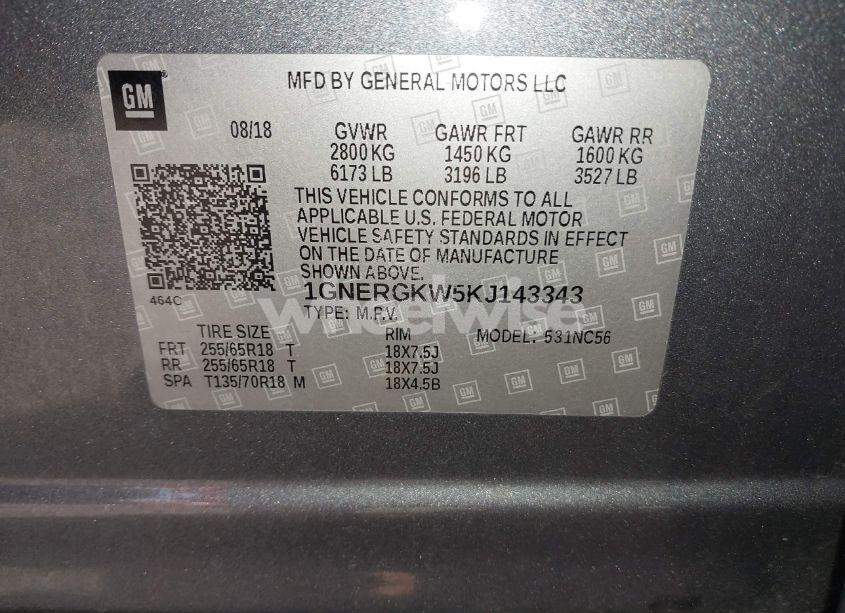 GM
MFD BY GENERAL MOTORS LLC
08/18 GVWR GAWR FRT GAWR RR
2800 KG 1450 KG 1600 KG
6173 LB 3196 LB 3527 LB
THIS VEHICLE CONFORMS TO ALL
APPLICABLE U.S. FEDERAL MOTOR
VEHICLE SAFETY STANDARDS IN EFFECT
ON THE DATE OF MANUFACTURE
SHOWN ABOVE.
464C
1GNERGKW5KJ143343
wheelwise
TYPE: M.P.V. MODEL: 531NC56
TIRE SIZE RIM
FRT 255/65R18 T 18X7.5J
RR 255/65R18 T 18X7.5J
SPA T135/70R18 M 18X4.5B